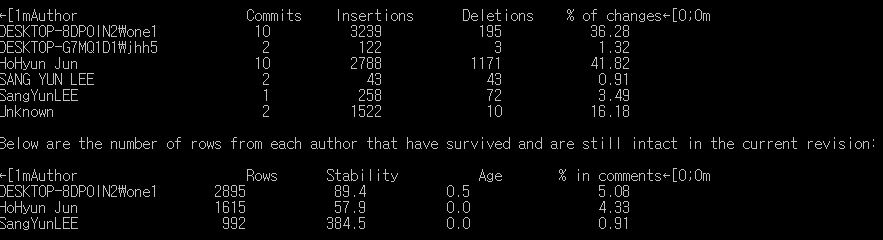 ←[1mAuthor Commits Insertions Deletions % of changes←[0;0m
DESKTOP-8DPOIN2₩one1 10 3239 195 36.28
DESKTOP-G7MQ1D1₩jhh5 2 122 3 1.32
HoHyun Jun 10 2788 1171 41.82
SANG YUN LEE 2 43 43 0.91
SangYunLEE 1 258 72 3.49
Unknown 2 1522 10 16.18
Below are the number of rows from each author that have survived and are still intact in the current revision:
←[1mAuthor Rows Stability Age % in comments←[0;0m
DESKTOP-8DPOIN2₩one1 2895 89.4 0.5 5.08
HoHyun Jun 1615 57.9 0.0 4.33
SangYunLEE 992 384.5 0.0 0.91